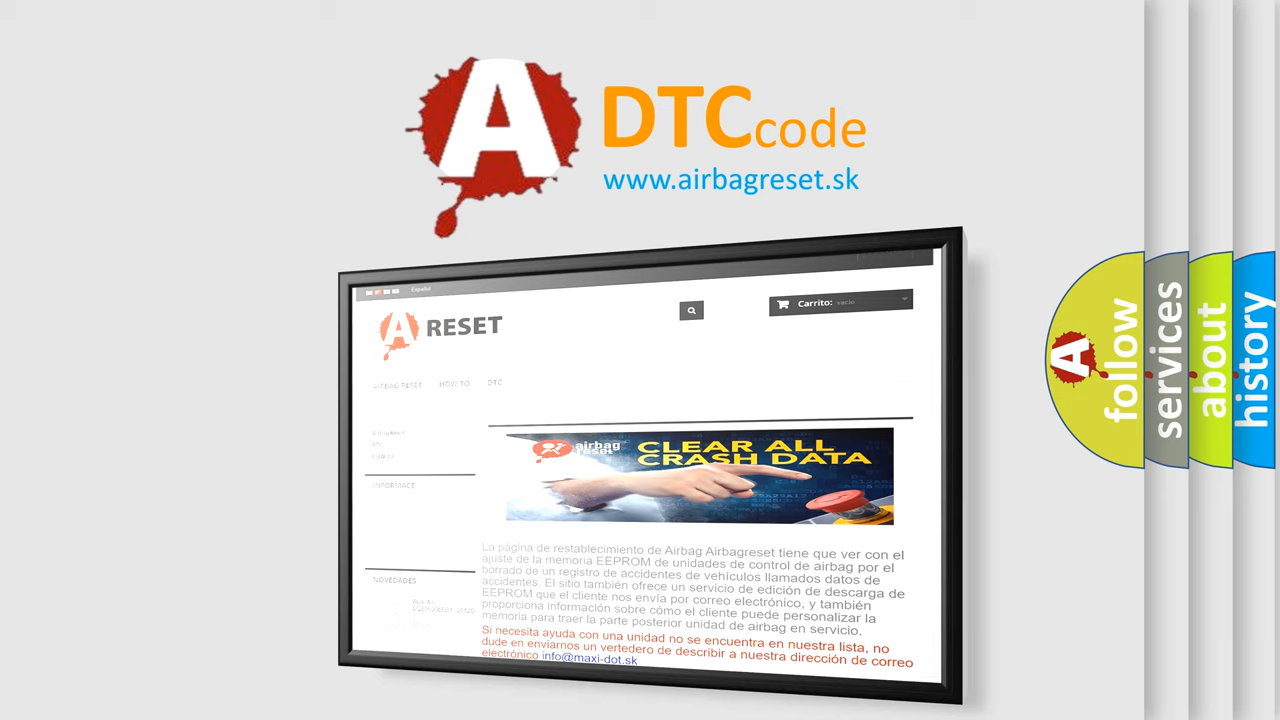 A DTC code
www.airbagreset.sk
Español
A RESET
Carrito: vacío
AIRBAG RESET HOW TO DTC
airbag
reset
CLEAR ALL
CRASH DATA
INFORMACE
NOVEDADES
La página de restablecimiento de Airbag Airbagreset tiene que ver con el
ajuste de la memoria EEPROM de unidades de control de airbag por el
borrado de un registro de accidentes de vehículos llamados datos de
accidentes. El sitio también ofrece un servicio de edición de descarga de
EEPROM que el cliente nos envía por correo electrónico, y también
proporciona información sobre cómo el cliente puede personalizar la
memoria para traer la parte posterior unidad de airbag en servicio.
Si necesita ayuda con una unidad no se encuentra en nuestra lista, no
dude en enviarnos un vertedero de describir a nuestra dirección de correo
electrónico info@maxi-dot.sk
A
follow
services
about
history